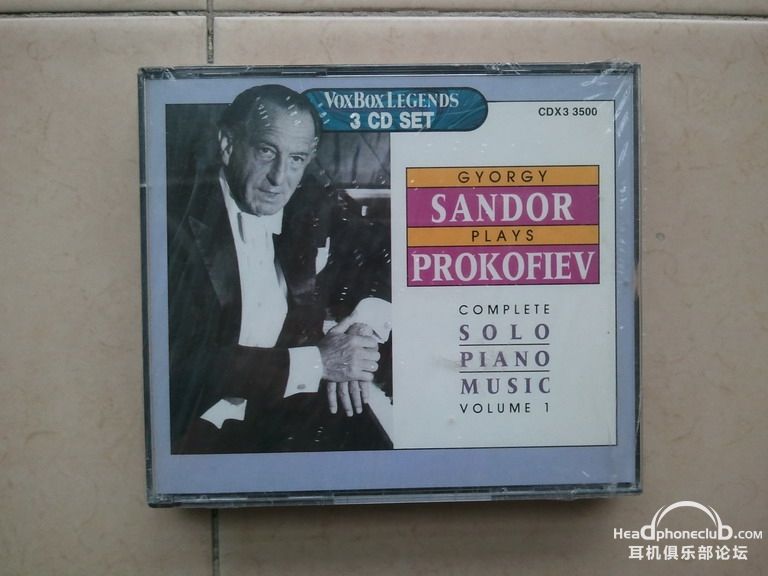 VOXBOX LEGENDS
3 CD SET
CDX3 3500
GYORGY
SANDOR
PLAYS
PROKOFIEV
COMPLETE
SOLO
PIANO
MUSIC
VOLUME 1
HeadphoneclubD.com
耳机俱乐部论坛